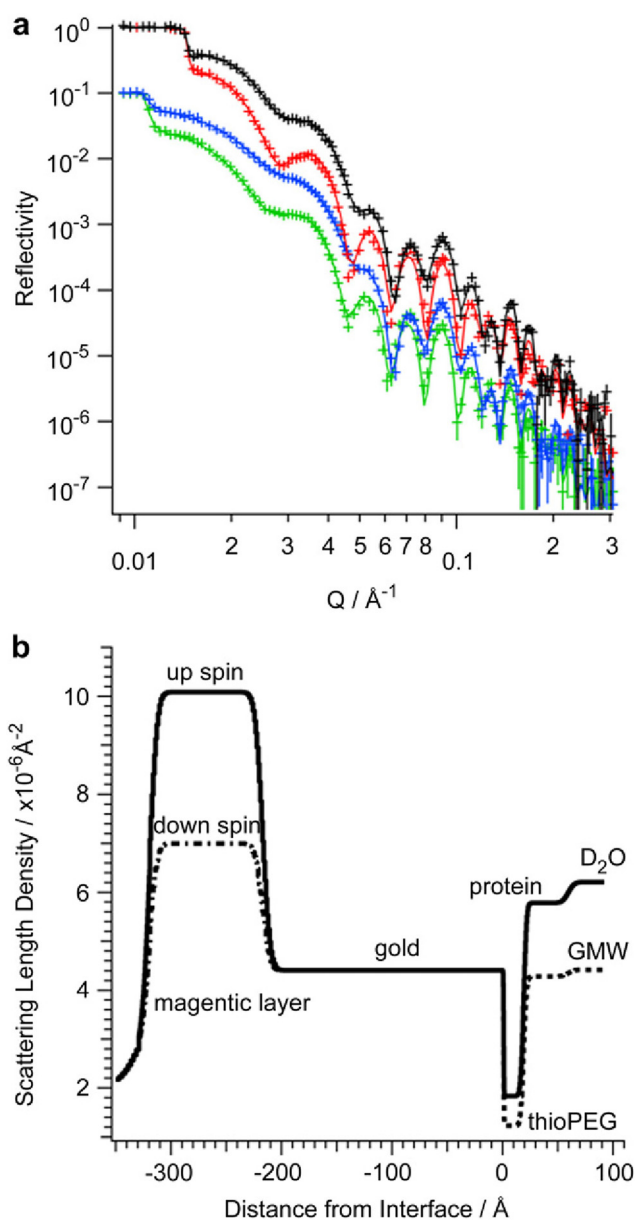 a
10⁰
10⁻¹
10⁻²
10⁻³
10⁻⁴
10⁻⁵
10⁻⁶
10⁻⁷
Reflectivity
0.01 2 3 4 5 6 7 8 0.1 2 3
Q / Å⁻¹
b
10
8
6
4
2
Scattering Length Density / x10⁻⁶Å⁻²
up spin
down spin
magentic layer
gold
protein
D₂O
GMW
thioPEG
-300 -200 -100 0 100
Distance from Interface / Å